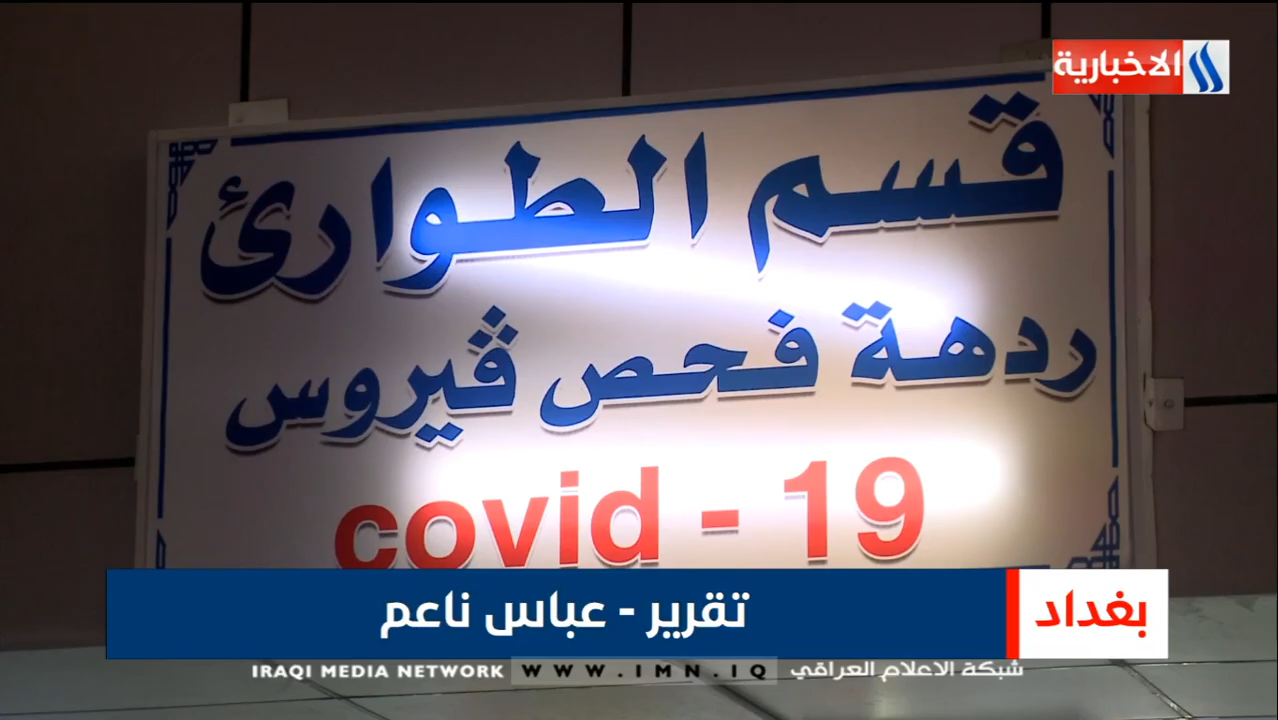 الاخبارية
قسم الطوارئ
ردهة فحص ڤيروس
covid - 19
بغداد
تقرير - عباس ناعم
IRAQI MEDIA NETWORK WWW.IMN.IQ شبكة الاعلام العراقي